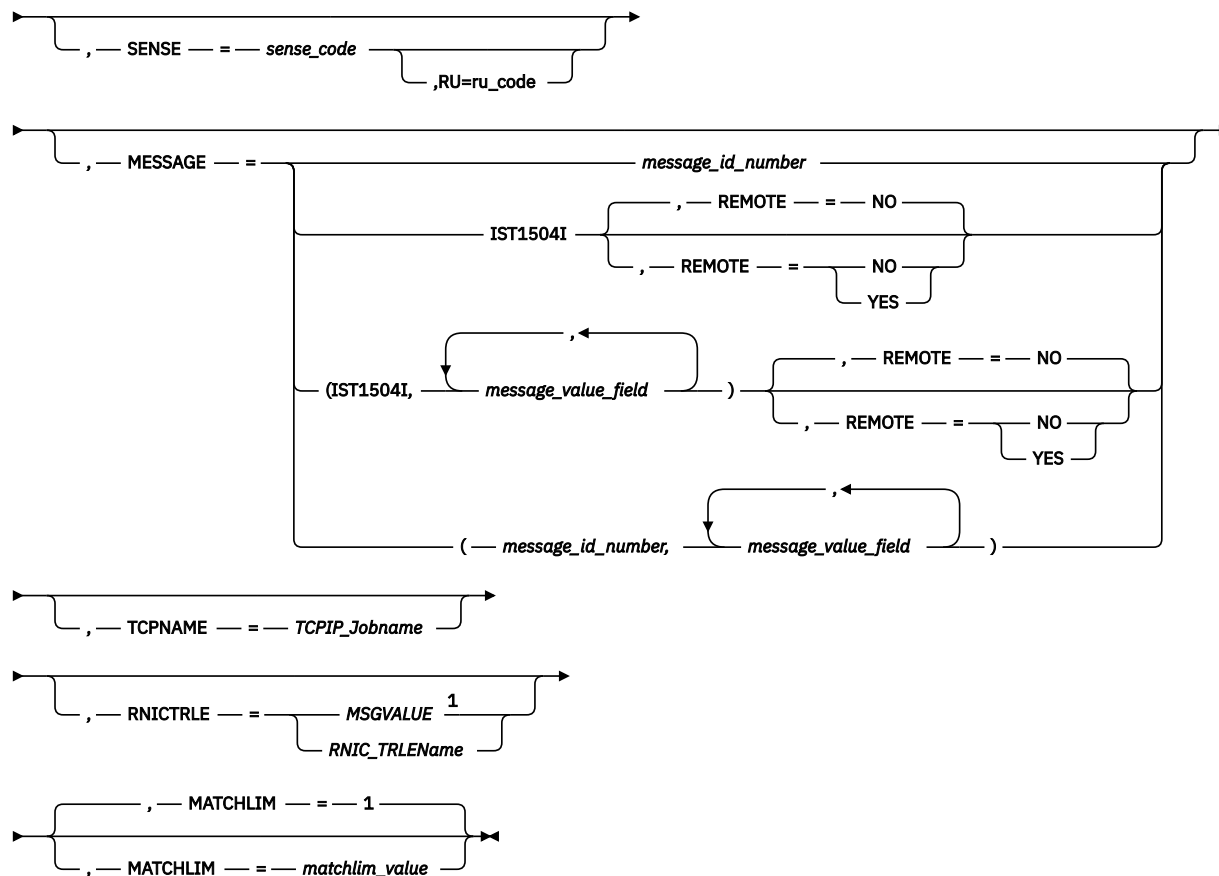 , SENSE = sense_code
,RU=ru_code
, MESSAGE = message_id_number
, REMOTE = NO
IST1504I
, REMOTE = NO
YES
,
, REMOTE = NO
(IST1504I, message_value_field )
, REMOTE = NO
YES
,
( message_id_number, message_value_field )
, TCPNAME = TCPIP_Jobname
, RNICTRLE = MSGVALUE 1
RNIC_TRLEName
, MATCHLIM = 1
, MATCHLIM = matchlim_value